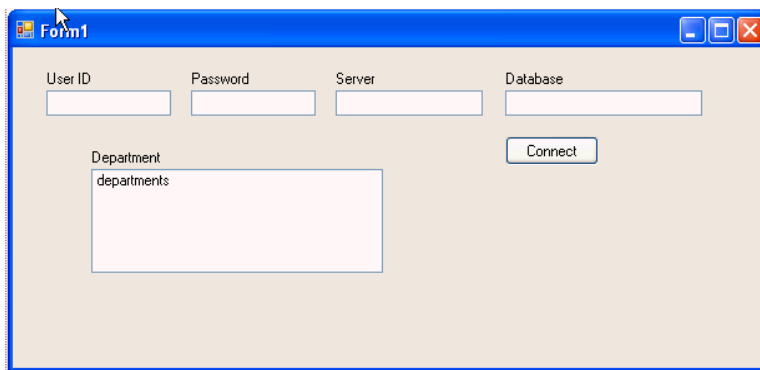 Form1
User ID Password Server Database
Connect
Department
departments